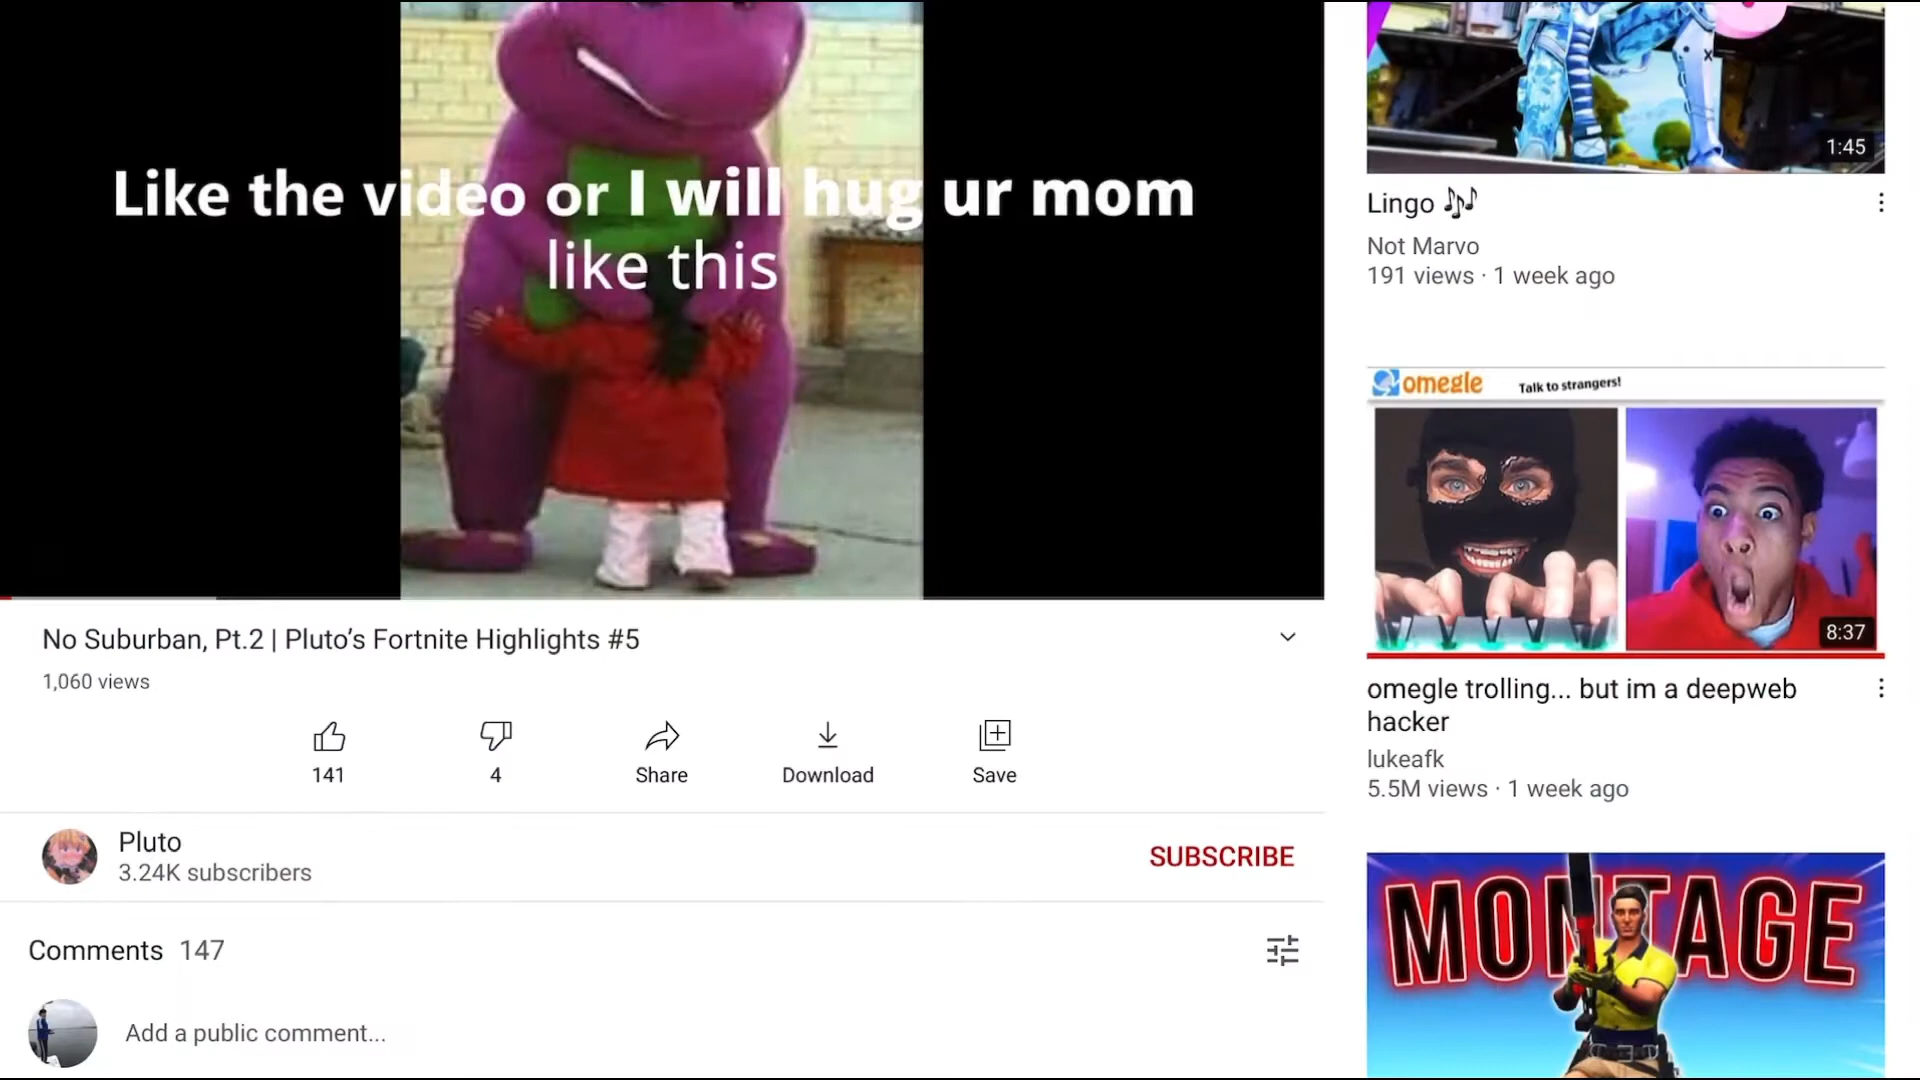 Like the video or I will hug ur mom
like this
No Suburban, Pt.2 | Pluto’s Fortnite Highlights #5
1,060 views
141
4
Share
Download
Save
Pluto
3.24K subscribers
SUBSCRIBE
Comments 147
Add a public comment...
1:45
Lingo 🎶
Not Marvo
191 views · 1 week ago
omegle Talk to strangers!
8:37
omegle trolling... but im a deepweb
hacker
lukeafk
5.5M views · 1 week ago
MONTAGE